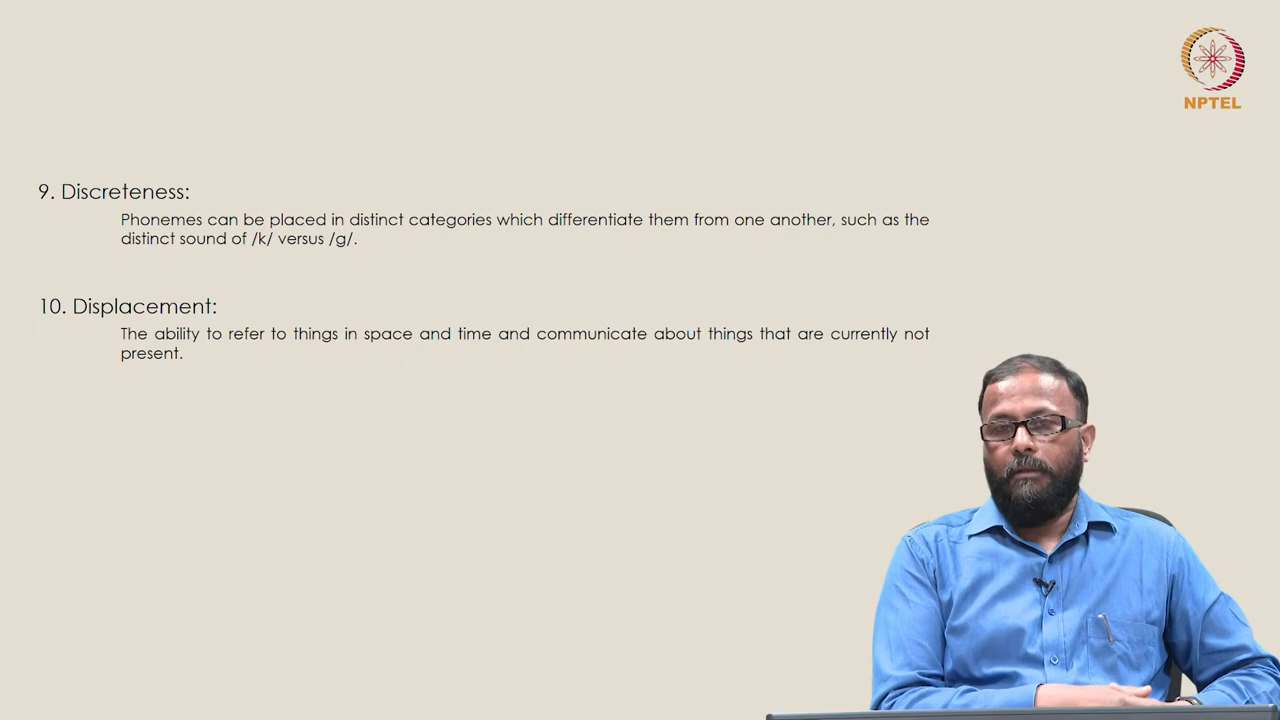 NPTEL
9. Discreteness:
Phonemes can be placed in distinct categories which differentiate them from one another, such as the
distinct sound of /k/ versus /g/.
10. Displacement:
The ability to refer to things in space and time and communicate about things that are currently not
present.